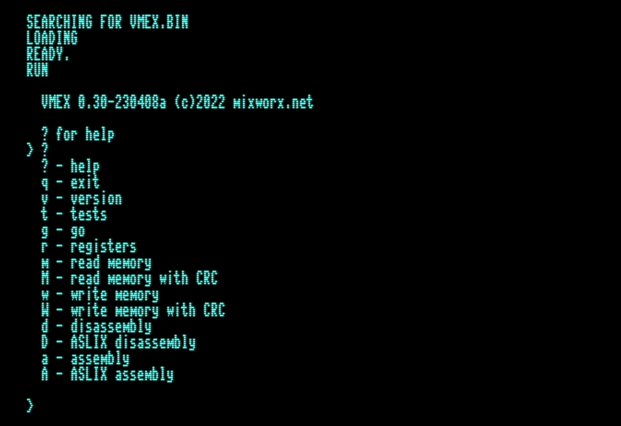 SEARCHING FOR VMEX.BIN
LOADING
READY.
RUN
VMEX 0.30-230408a (c)2022 mixworx.net
? for help
} ?
? - help
q - exit
v - version
t - tests
g - go
r - registers
m - read memory
M - read memory with CRC
w - write memory
W - write memory with CRC
d - disassembly
D - ASLIX disassembly
a - assembly
A - ASLIX assembly
}